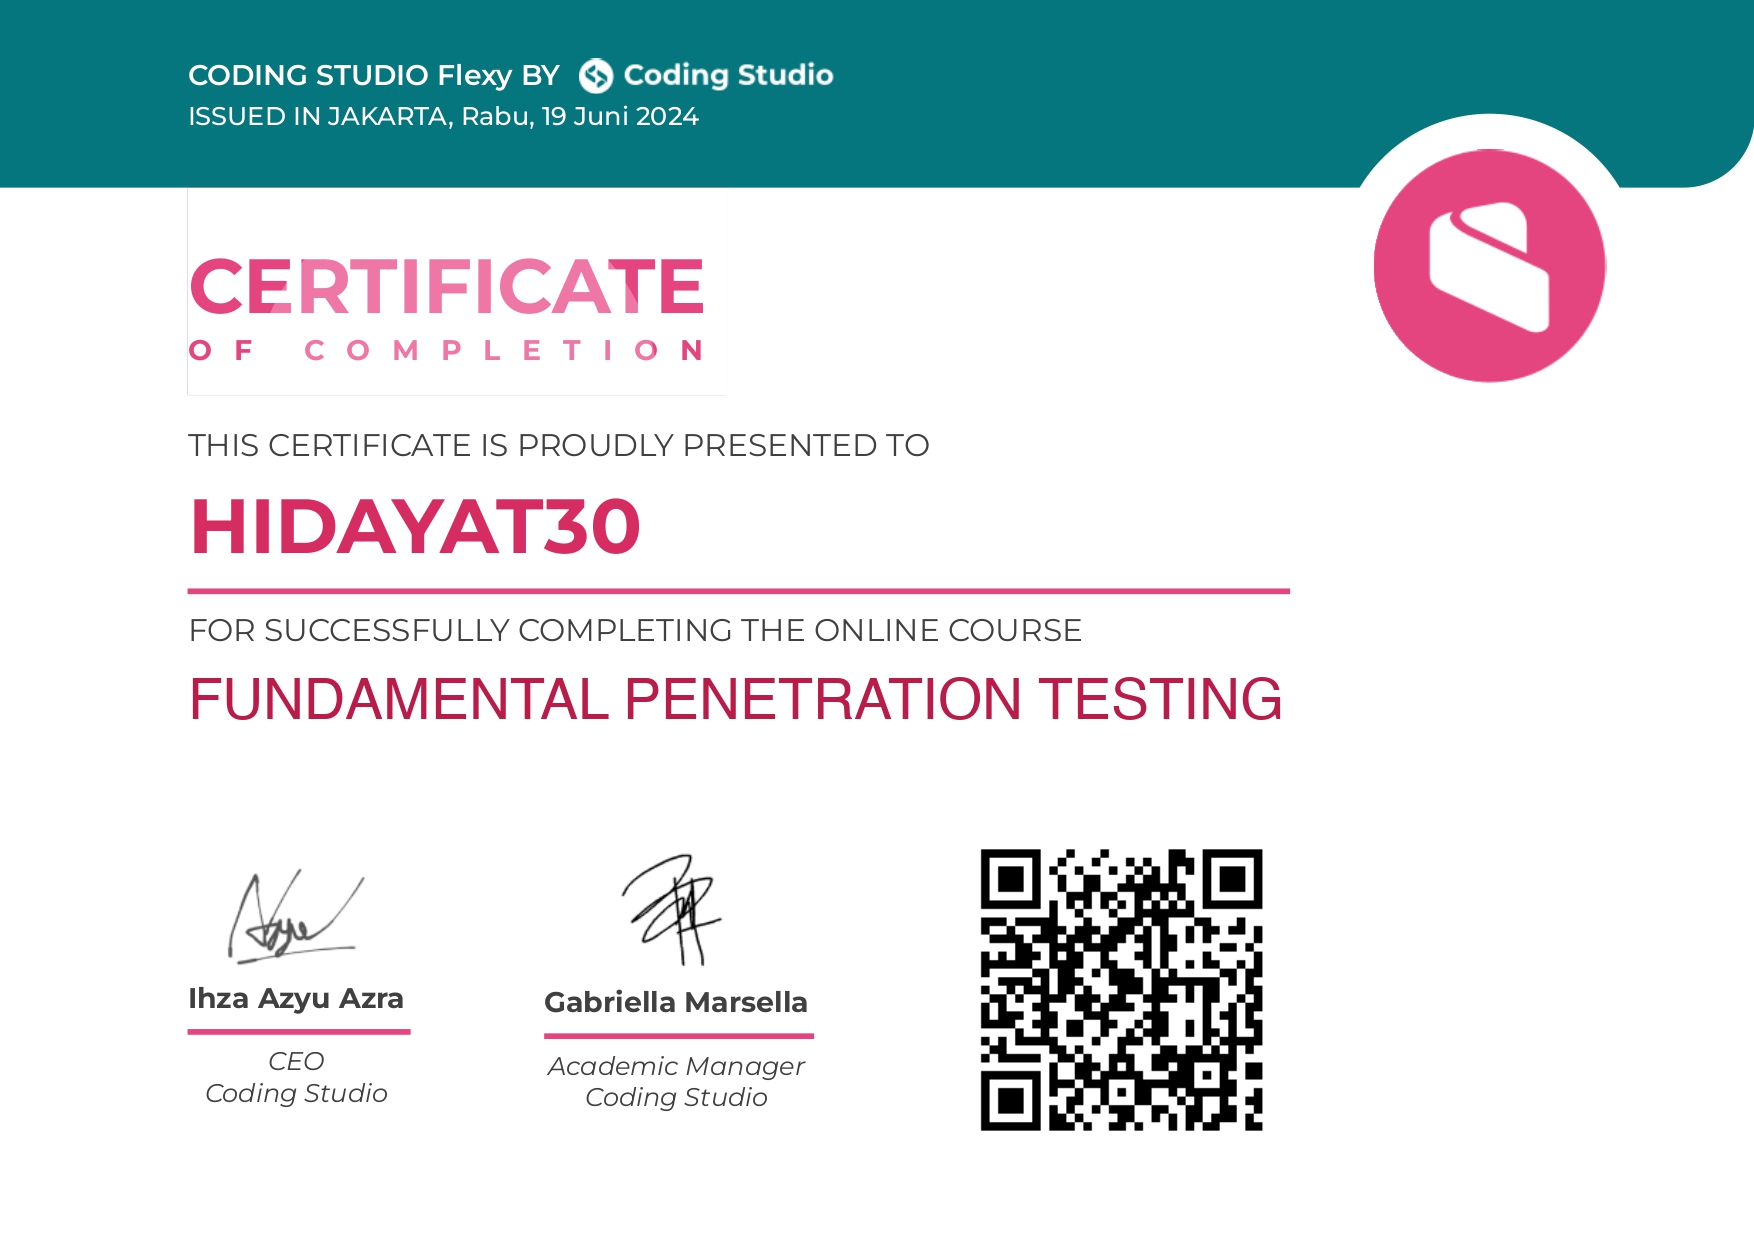 CODING STUDIO Flexy BY Coding Studio
ISSUED IN JAKARTA, Rabu, 19 Juni 2024
CERTIFICATE
OF COMPLETION
THIS CERTIFICATE IS PROUDLY PRESENTED TO
HIDAYAT30
FOR SUCCESSFULLY COMPLETING THE ONLINE COURSE
FUNDAMENTAL PENETRATION TESTING
Ihza Azyu Azra
CEO
Coding Studio
Gabriella Marsella
Academic Manager
Coding Studio